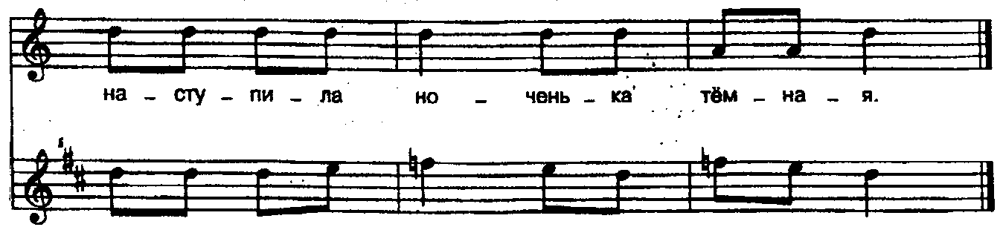 на – сту – пи – ла но – чень – ка тём – на – я.